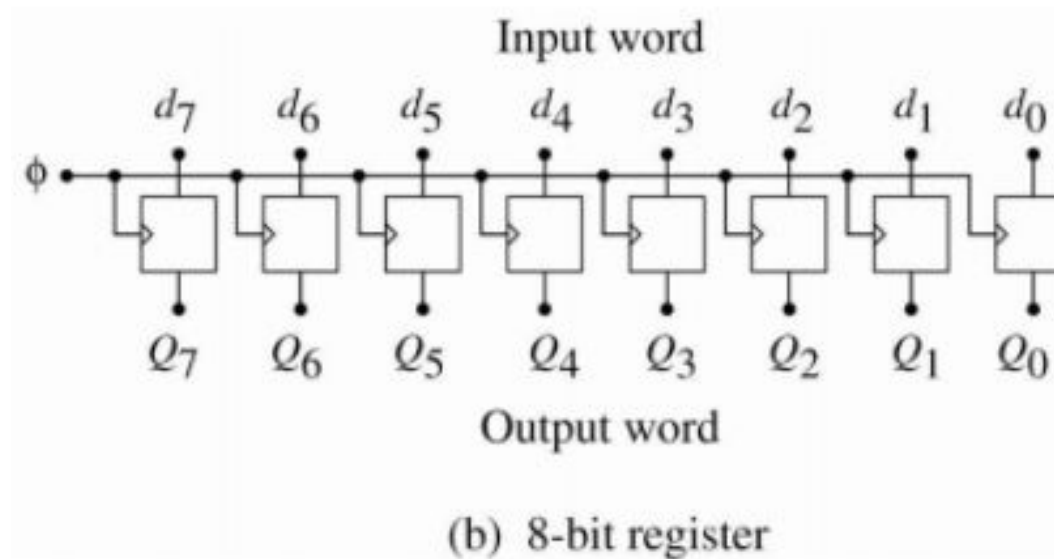 Input word
d7 d6 d5 d4 d3 d2 d1 d0
ϕ
Q7 Q6 Q5 Q4 Q3 Q2 Q1 Q0
Output word
(b) 8-bit register